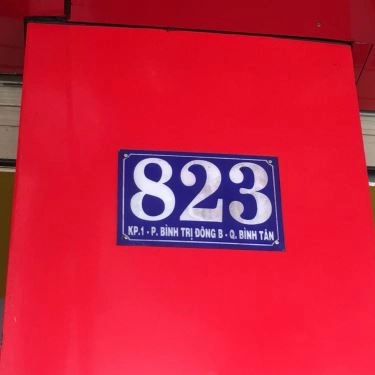 823
KP.1 - P. BÌNH TRỊ ĐÔNG B - Q. BÌNH TÂN